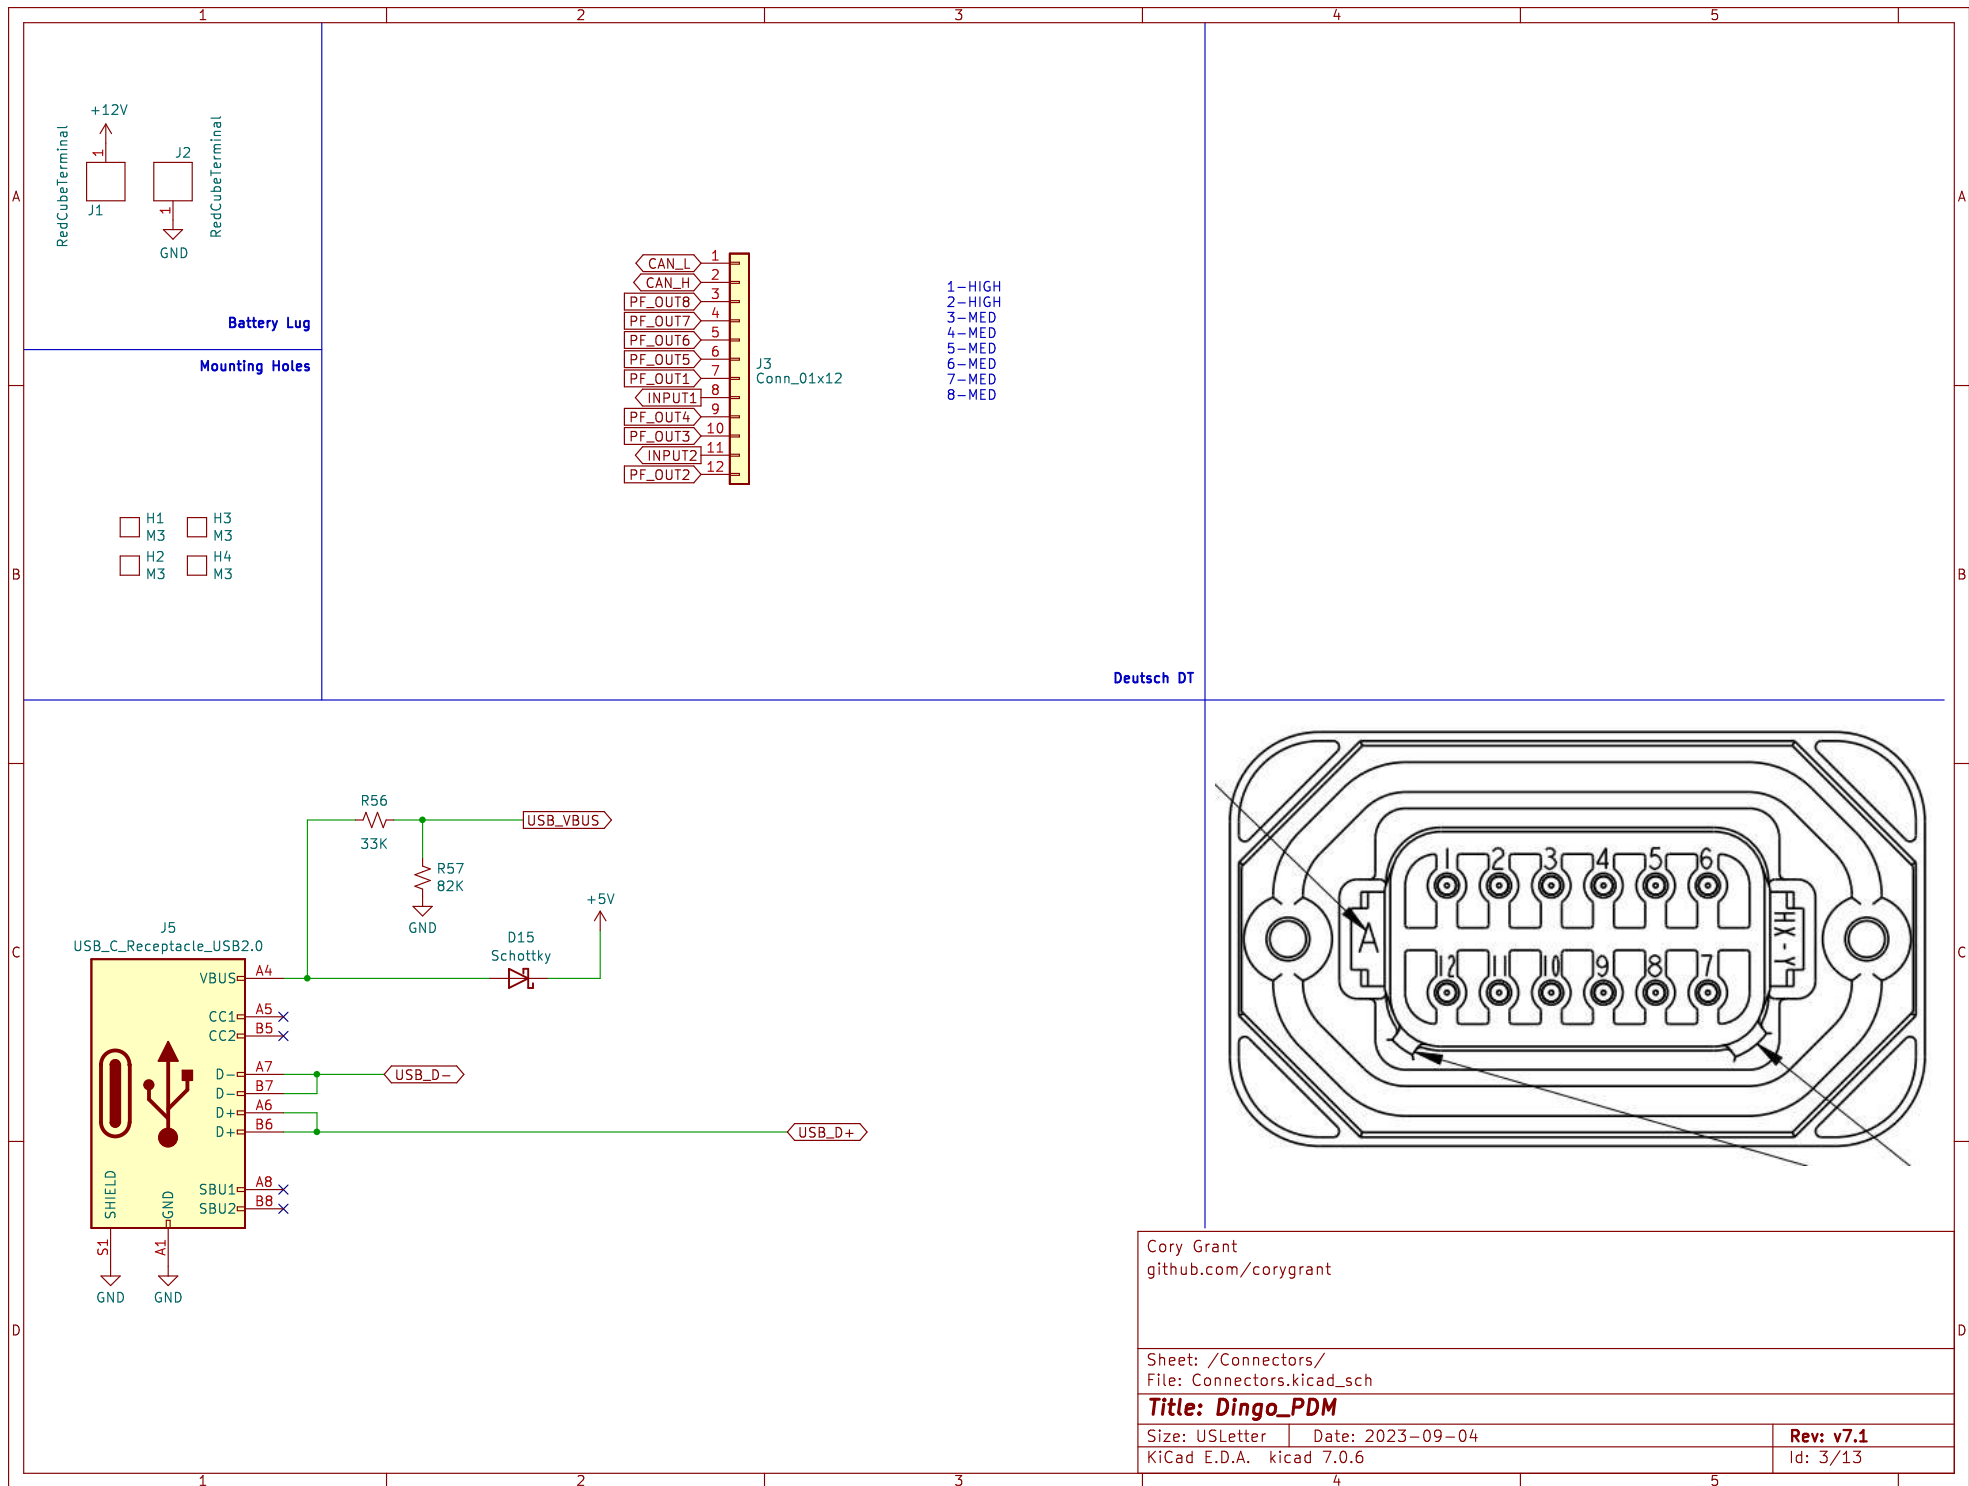 1 2 3 4 5
A A
B B
C C
D D
+12V
RedCubeTerminal
1
J1
J2
1
GND
RedCubeTerminal
Battery Lug
Mounting Holes
H1
M3
H3
M3
H2
M3
H4
M3
CAN_L 1
CAN_H 2
PF_OUT8 3
PF_OUT7 4
PF_OUT6 5
PF_OUT5 6
PF_OUT1 7
INPUT1 8
PF_OUT4 9
PF_OUT3 10
INPUT2 11
PF_OUT2 12
J3
Conn_01x12
1-HIGH
2-HIGH
3-MED
4-MED
5-MED
6-MED
7-MED
8-MED
Deutsch DT
R56
33K
USB_VBUS
R57
82K
GND
+5V
D15
Schottky
J5
USB_C_Receptacle_USB2.0
VBUS A4
CC1 A5
CC2 B5
D- A7
D- B7
D+ A6
D+ B6
USB_D-
USB_D+
SBU1 A8
SBU2 B8
SHIELD
GND
S1
A1
GND
GND
1 2 3 4 5 6
A
HX-Y
12 11 10 9 8 7
Cory Grant
github.com/corygrant
Sheet: /Connectors/
File: Connectors.kicad_sch
Title: Dingo_PDM
Size: USLetter Date: 2023-09-04 Rev: v7.1
KiCad E.D.A. kicad 7.0.6 Id: 3/13
1 2 3 4 5